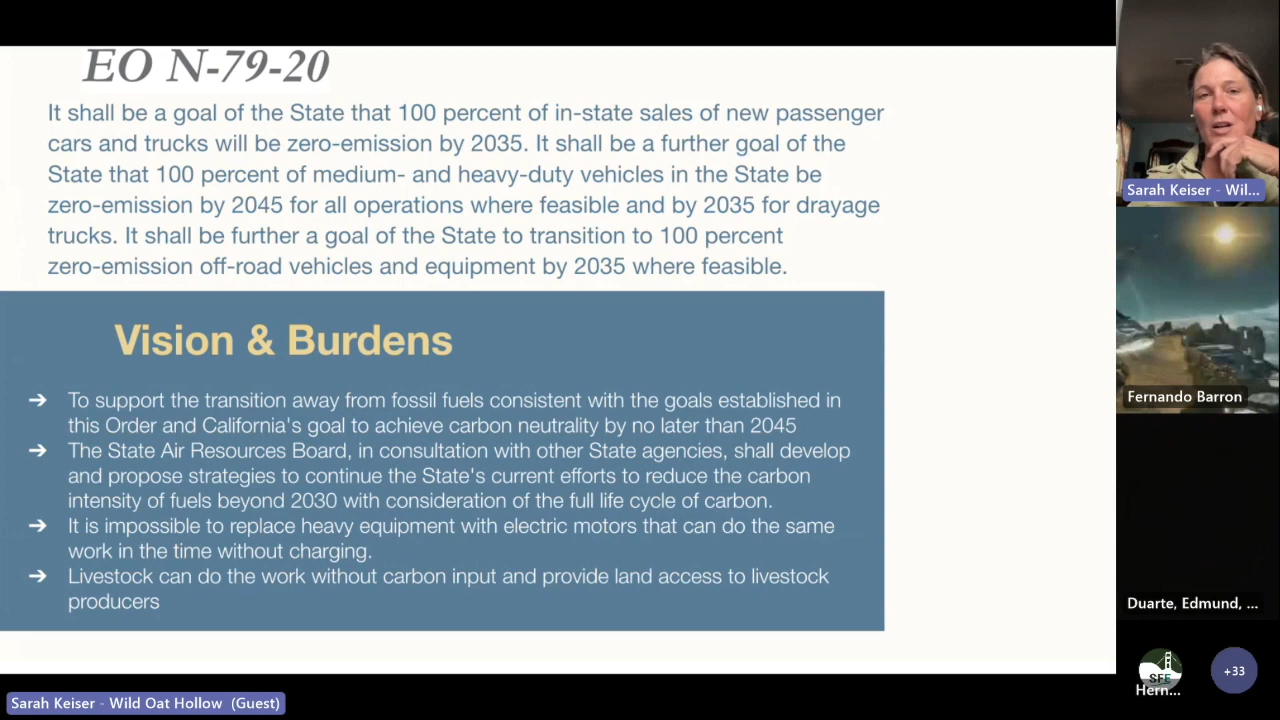 EO N-79-20
It shall be a goal of the State that 100 percent of in-state sales of new passenger
cars and trucks will be zero-emission by 2035. It shall be a further goal of the
State that 100 percent of medium- and heavy-duty vehicles in the State be
zero-emission by 2045 for all operations where feasible and by 2035 for drayage
trucks. It shall be further a goal of the State to transition to 100 percent
zero-emission off-road vehicles and equipment by 2035 where feasible.
Vision & Burdens
➔ To support the transition away from fossil fuels consistent with the goals established in
this Order and California's goal to achieve carbon neutrality by no later than 2045
➔ The State Air Resources Board, in consultation with other State agencies, shall develop
and propose strategies to continue the State's current efforts to reduce the carbon
intensity of fuels beyond 2030 with consideration of the full life cycle of carbon.
➔ It is impossible to replace heavy equipment with electric motors that can do the same
work in the time without charging.
➔ Livestock can do the work without carbon input and provide land access to livestock
producers
Sarah Keiser - Wild Oat Hollow (Guest)
Sarah Keiser - Wil...
Fernando Barron
Duarte, Edmund, ...
SFE
Hern...
+33